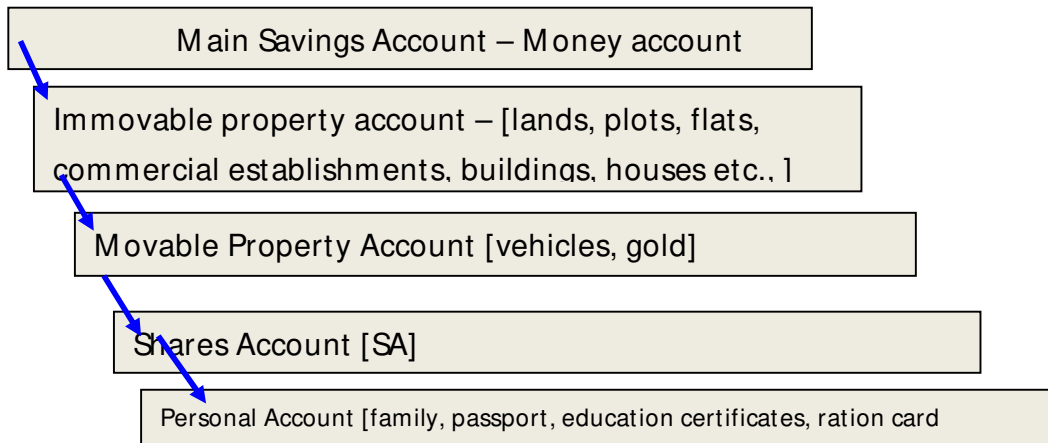 Main Savings Account – Money account
Immovable property account – [lands, plots, flats,
commercial establishments, buildings, houses etc., ]
Movable Property Account [vehicles, gold]
Shares Account [SA]
Personal Account [family, passport, education certificates, ration card